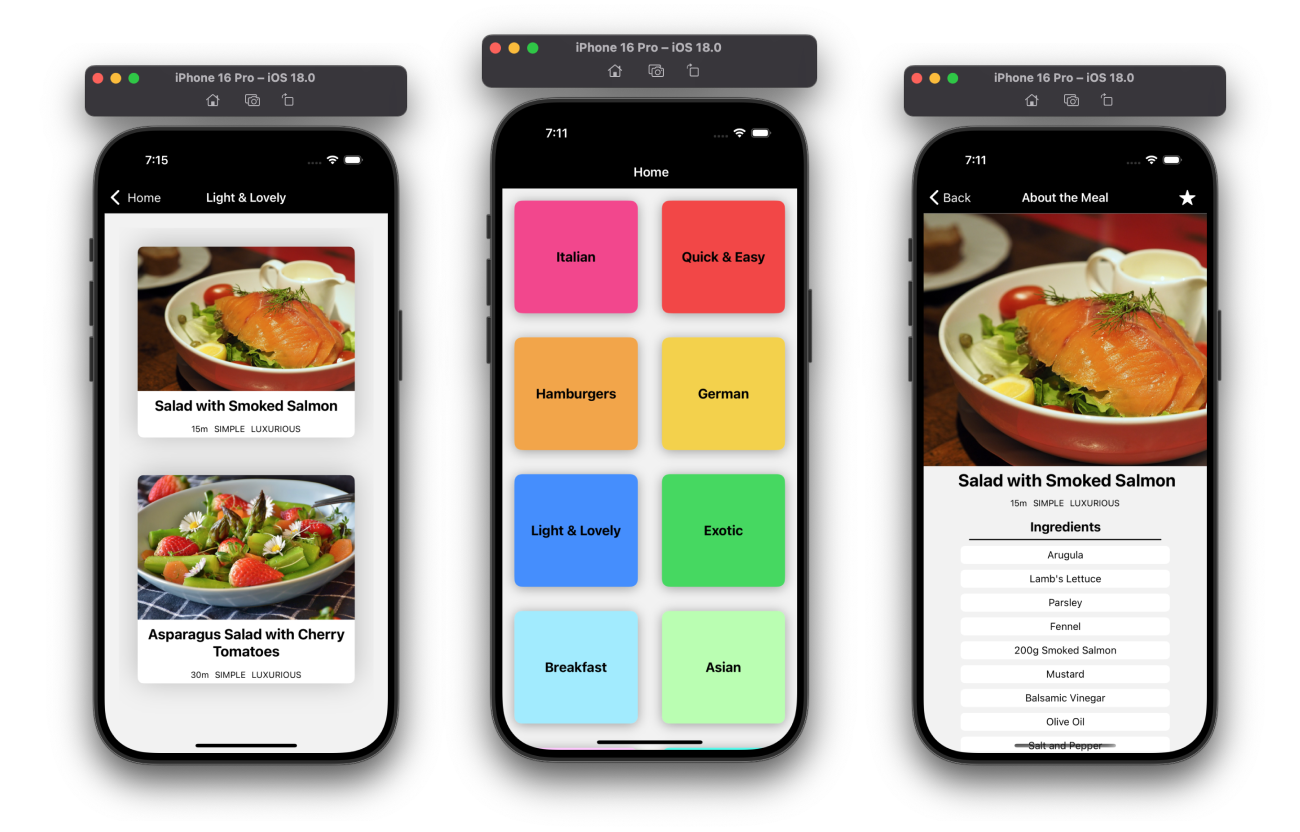 iPhone 16 Pro – iOS 18.0
7:15
Home
Light & Lovely
Salad with Smoked Salmon
15m SIMPLE LUXURIOUS
Asparagus Salad with Cherry
Tomatoes
30m SIMPLE LUXURIOUS
iPhone 16 Pro – iOS 18.0
7:11
Home
Italian
Quick & Easy
Hamburgers
German
Light & Lovely
Exotic
Breakfast
Asian
iPhone 16 Pro – iOS 18.0
7:11
Back
About the Meal
Salad with Smoked Salmon
15m SIMPLE LUXURIOUS
Ingredients
Arugula
Lamb's Lettuce
Parsley
Fennel
200g Smoked Salmon
Mustard
Balsamic Vinegar
Olive Oil
Salt and Pepper